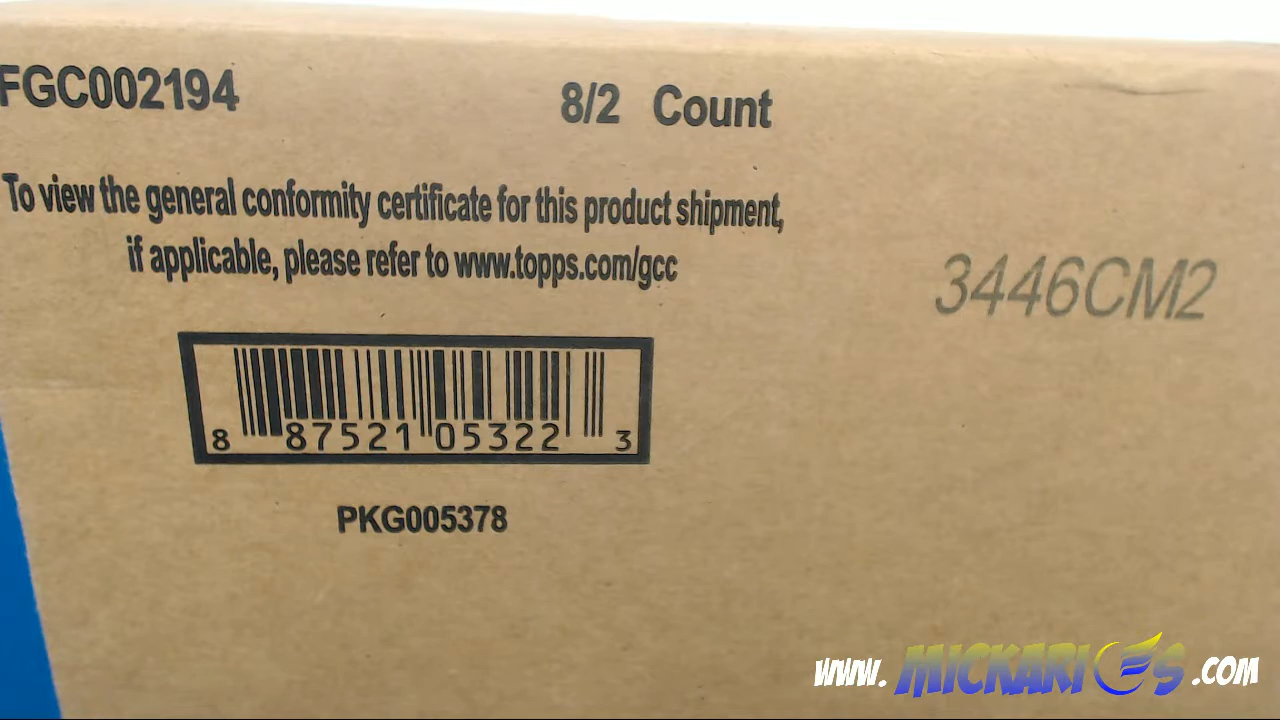 FGC002194 8/2 Count
To view the general conformity certificate for this product shipment,
if applicable, please refer to www.topps.com/gcc
3446CM2
8 87521 05322 3
PKG005378
www.MICKARIES.com